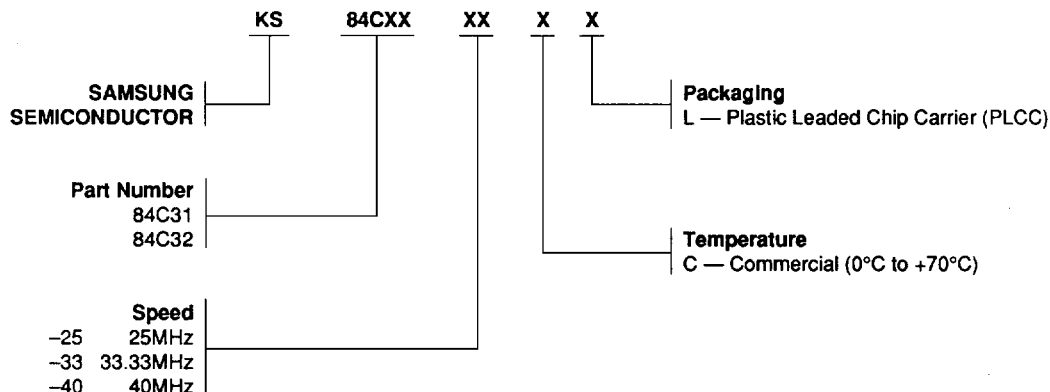 KS 84CXX XX X X
SAMSUNG
SEMICONDUCTOR
Packaging
L — Plastic Leaded Chip Carrier (PLCC)
Part Number
84C31
84C32
Temperature
C — Commercial (0°C to +70°C)
Speed
–25 25MHz
–33 33.33MHz
–40 40MHz